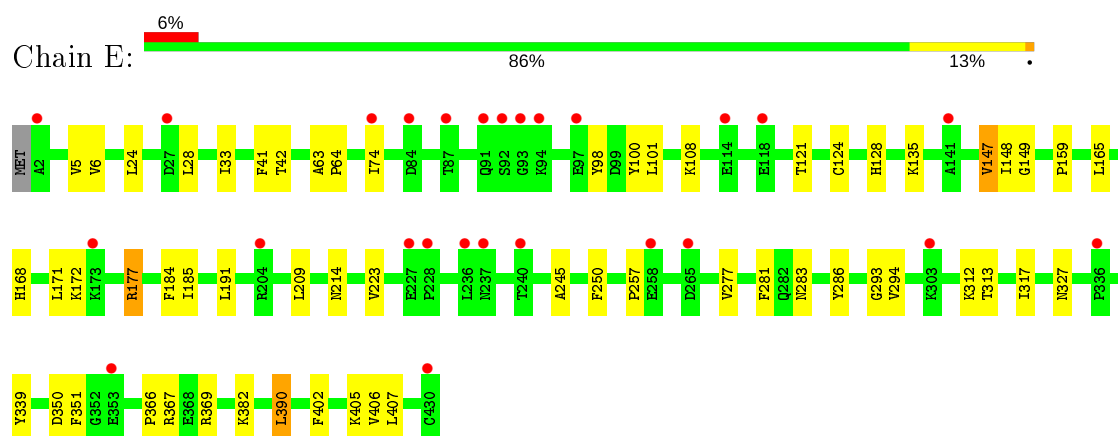 6%
Chain E:
86% 13% •
MET A2 V5 V6 L24 D27 L28 I33 F41 T42 A63 P64 I74 D84 T87 Q91 S92 G93 K94 E97 Y98 D99 Y100 L101 K108 E114 E118 T121 C124 H128 K135 A141 V147 I148 G149 P159 L165
H168 L171 K172 K173 R177 F184 I185 L191 R204 L209 N214 V223 E227 P228 L236 N237 T240 A245 F250 P257 E258 D265 V277 F281 Q282 N283 Y286 G293 V294 K303 K312 T313 I317 N327 P336
Y339 D350 F351 G352 E353 P366 R367 E368 R369 K382 L390 F402 K405 V406 L407 C430